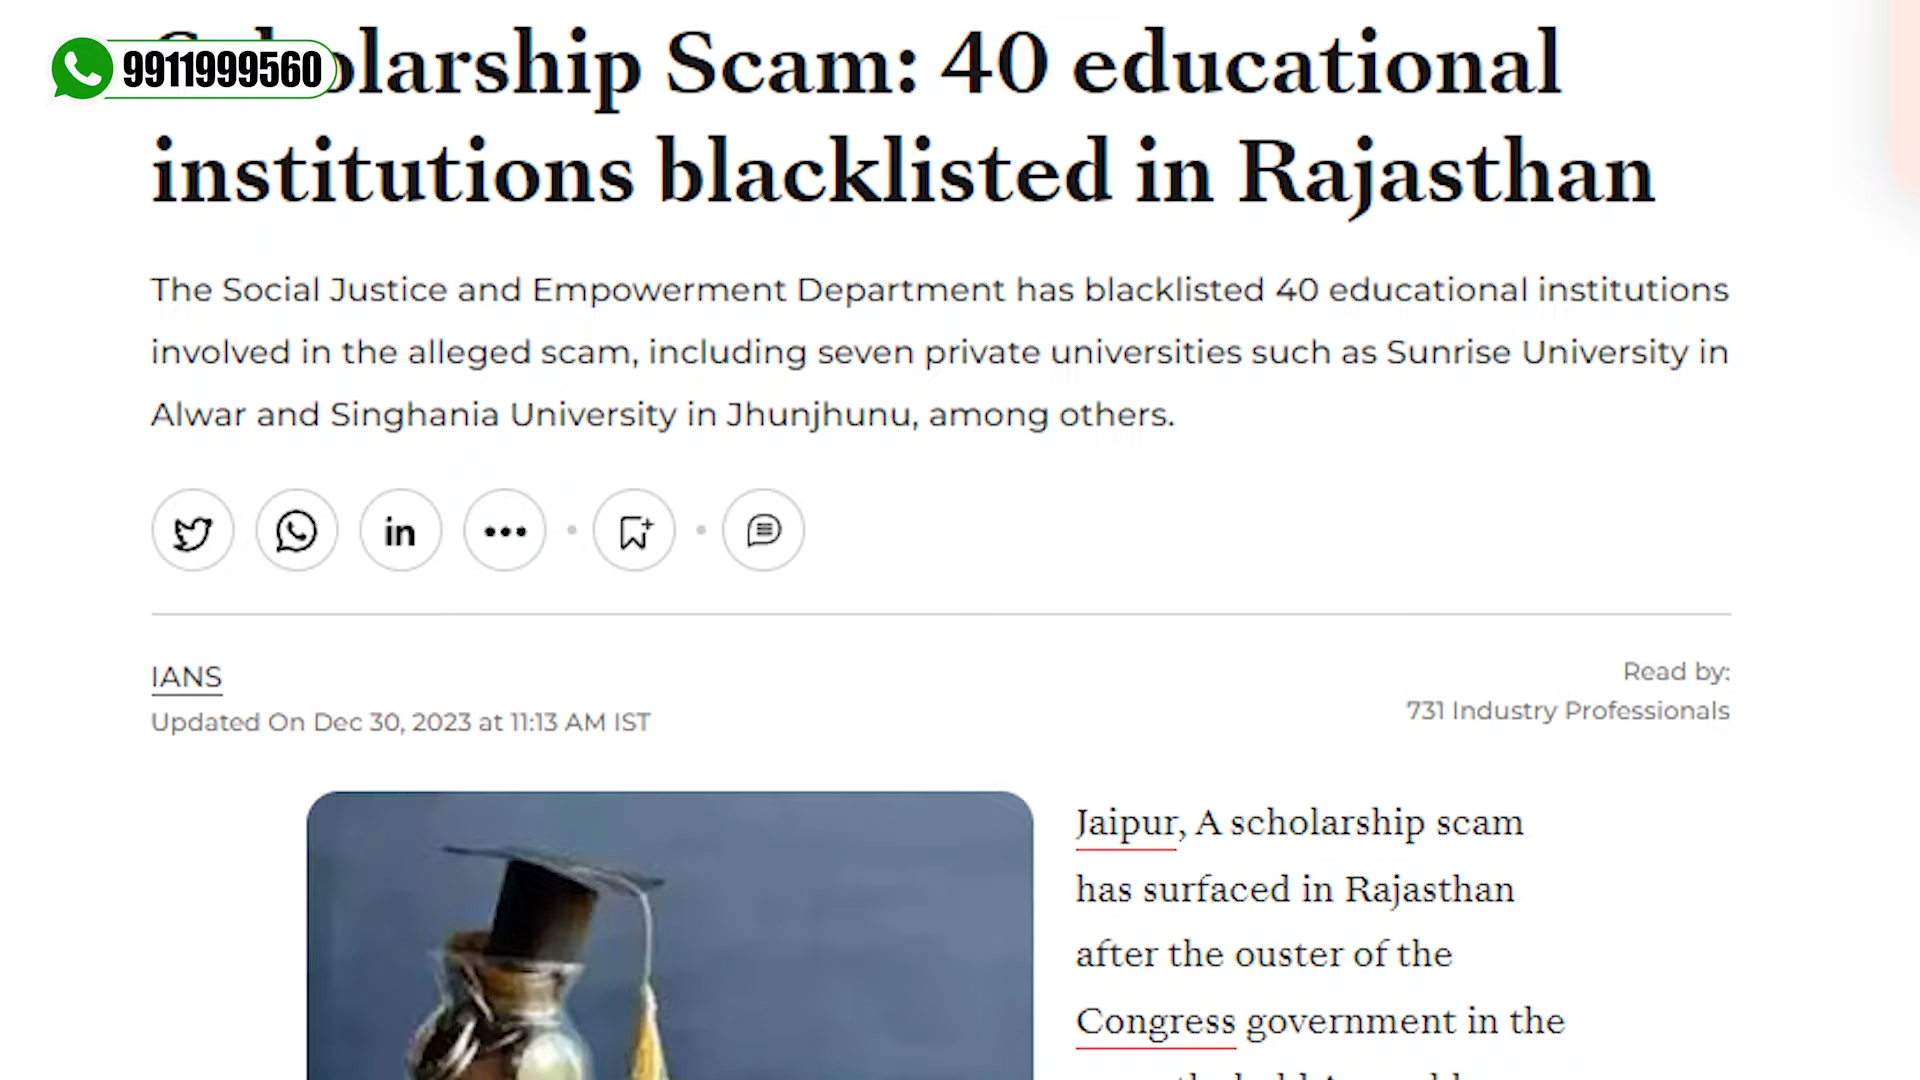 9911999560
Scholarship Scam: 40 educational
institutions blacklisted in Rajasthan
The Social Justice and Empowerment Department has blacklisted 40 educational institutions
involved in the alleged scam, including seven private universities such as Sunrise University in
Alwar and Singhania University in Jhunjhunu, among others.
in
IANS
Updated On Dec 30, 2023 at 11:13 AM IST
Read by:
731 Industry Professionals
Jaipur, A scholarship scam
has surfaced in Rajasthan
after the ouster of the
Congress government in the